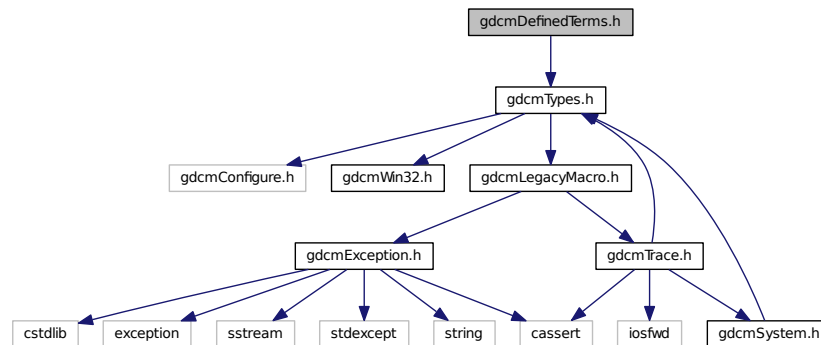 gdcmDefinedTerms.h
gdcmTypes.h
gdcmConfigure.h
gdcmWin32.h
gdcmLegacyMacro.h
gdcmException.h
gdcmTrace.h
cstdlib
exception
sstream
stdexcept
string
cassert
iosfwd
gdcmSystem.h